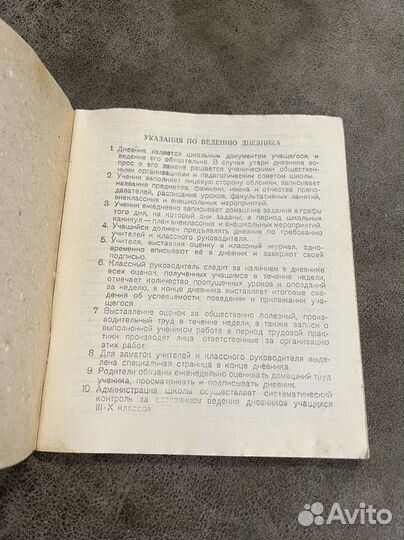 УКАЗАНИЯ ПО ВЕДЕНИЮ ДНЕВНИКА
1. Дневник является школьным документом учащегося, и
ведение его обязательно. В случае утери дневника воп-
рос о его замене решается ученическими обществен-
ными организациями и педагогическим советом школы.
2. Ученик заполняет лицевую сторону обложки, записывает
названия предметов, фамилии, имена и отчества препо-
давателей, расписание уроков, факультативных занятий,
внеклассных и внешкольных мероприятий.
3. Ученик ежедневно записывает домашние задания в графы
того дня, на который они заданы, в период школьных
каникул — план внеклассных и внешкольных мероприятий.
4. Учащийся должен предъявлять дневник по требованию
учителей и классного руководителя.
5. Учителя, выставляя оценку в классный журнал, одно-
временно вписывают её в дневник и заверяют своей
подписью.
6. Классный руководитель следит за наличием в дневнике
всех оценок, полученных учащимся в течение недели,
отмечает количество пропущенных уроков и опозданий
за неделю, в конце дневника выставляет итоговые све-
дения об успеваемости, поведении и прилежании уча-
щегося.
7 Выставление оценок за общественно полезный, произ-
водительный труд в течение недели, а также записи о
выполненной учеником работе в период трудовой практи-
ки производят лица ответственные за организацию
этих работ.
8 Для заметок учителей и классного руководителя выде-
лена специальная страница в конце дневника.
9. Родители обязаны еженедельно оценивать домашний труд
ученика, просматривать и подписывать дневник.
10 Администрация школы осуществляет систематический
контроль за состоянием ведения дневников учащихся
III-X классов
Avito